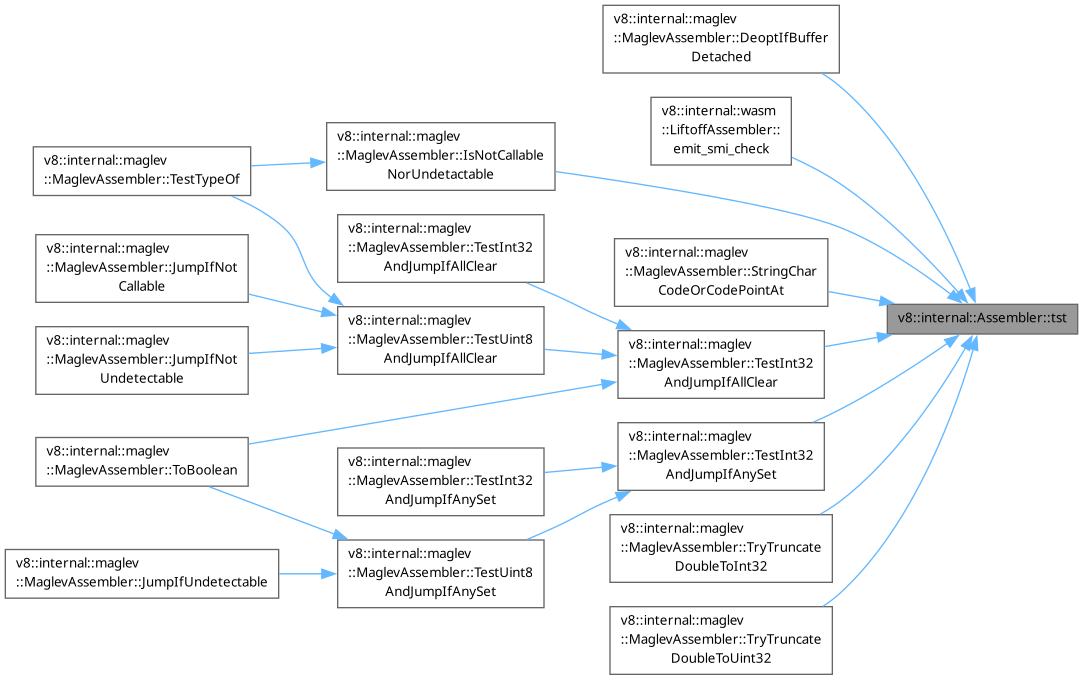 v8::internal::maglev
::MaglevAssembler::DeoptIfBuffer
Detached
v8::internal::wasm
::LiftoffAssembler::
emit_smi_check
v8::internal::maglev
::MaglevAssembler::IsNotCallable
NorUndetactable
v8::internal::maglev
::MaglevAssembler::TestTypeOf
v8::internal::maglev
::MaglevAssembler::TestInt32
AndJumpIfAllClear
v8::internal::maglev
::MaglevAssembler::JumpIfNot
Callable
v8::internal::maglev
::MaglevAssembler::StringChar
CodeOrCodePointAt
v8::internal::Assembler::tst
v8::internal::maglev
::MaglevAssembler::TestUint8
AndJumpIfAllClear
v8::internal::maglev
::MaglevAssembler::JumpIfNot
Undetectable
v8::internal::maglev
::MaglevAssembler::TestInt32
AndJumpIfAllClear
v8::internal::maglev
::MaglevAssembler::TestInt32
AndJumpIfAnySet
v8::internal::maglev
::MaglevAssembler::ToBoolean
v8::internal::maglev
::MaglevAssembler::TestInt32
AndJumpIfAnySet
v8::internal::maglev
::MaglevAssembler::TryTruncate
DoubleToInt32
v8::internal::maglev
::MaglevAssembler::TestUint8
AndJumpIfAnySet
v8::internal::maglev
::MaglevAssembler::JumpIfUndetectable
v8::internal::maglev
::MaglevAssembler::TryTruncate
DoubleToUint32